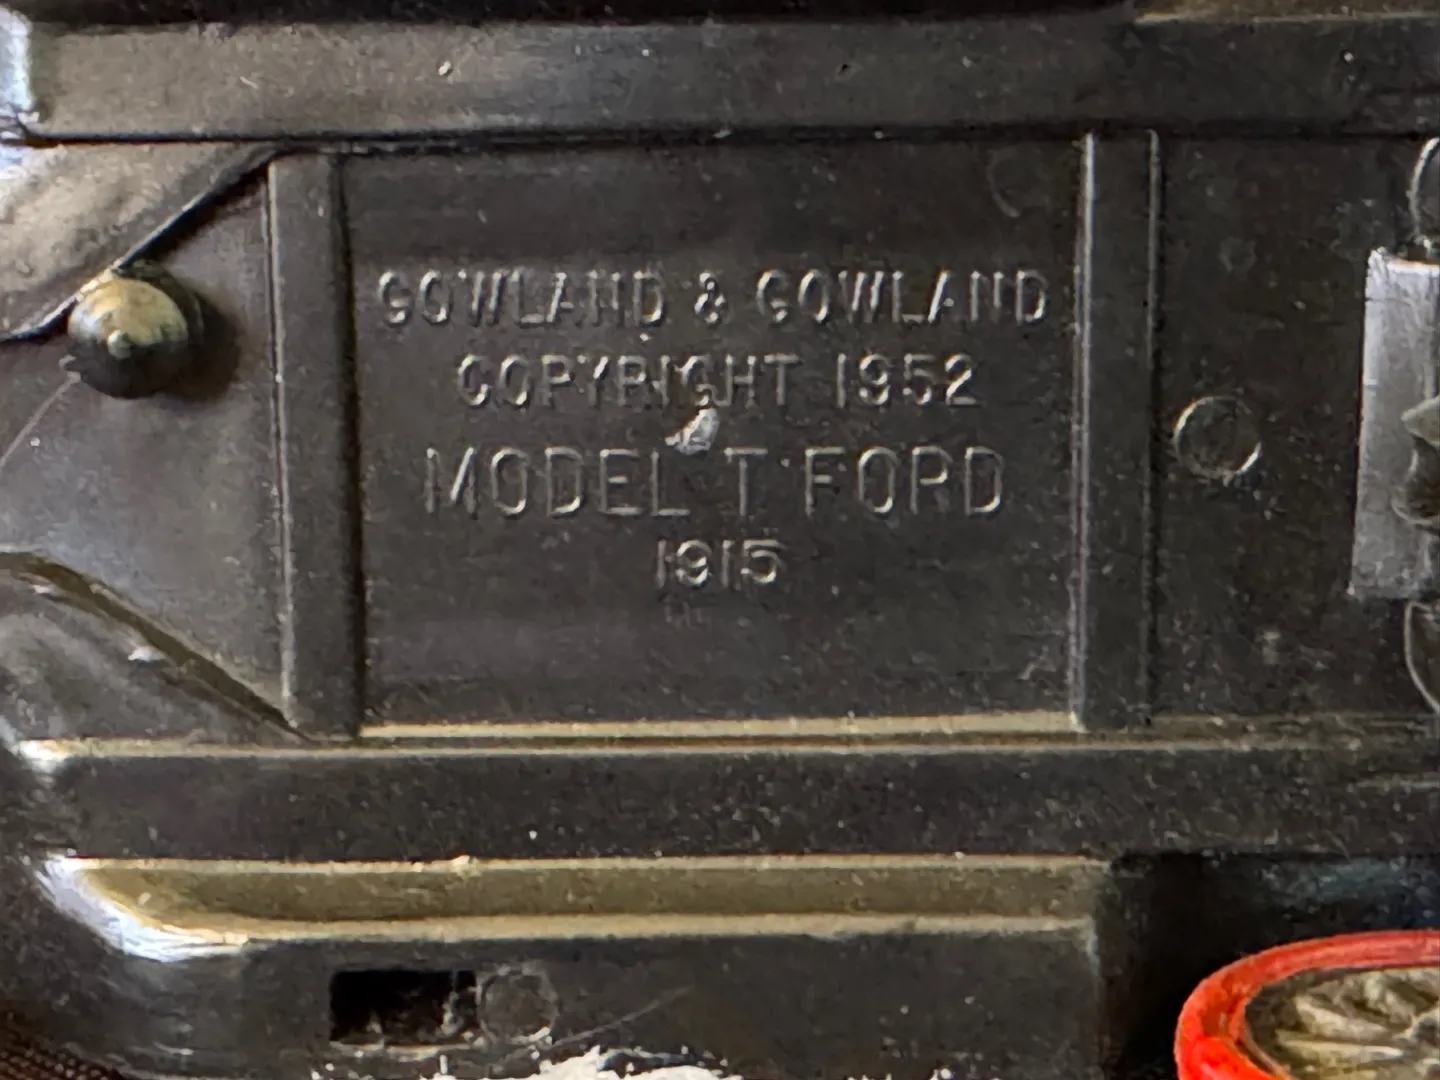 GOWLAND & GOWLAND
COPYRIGHT 1952
MODEL T FORD
1915